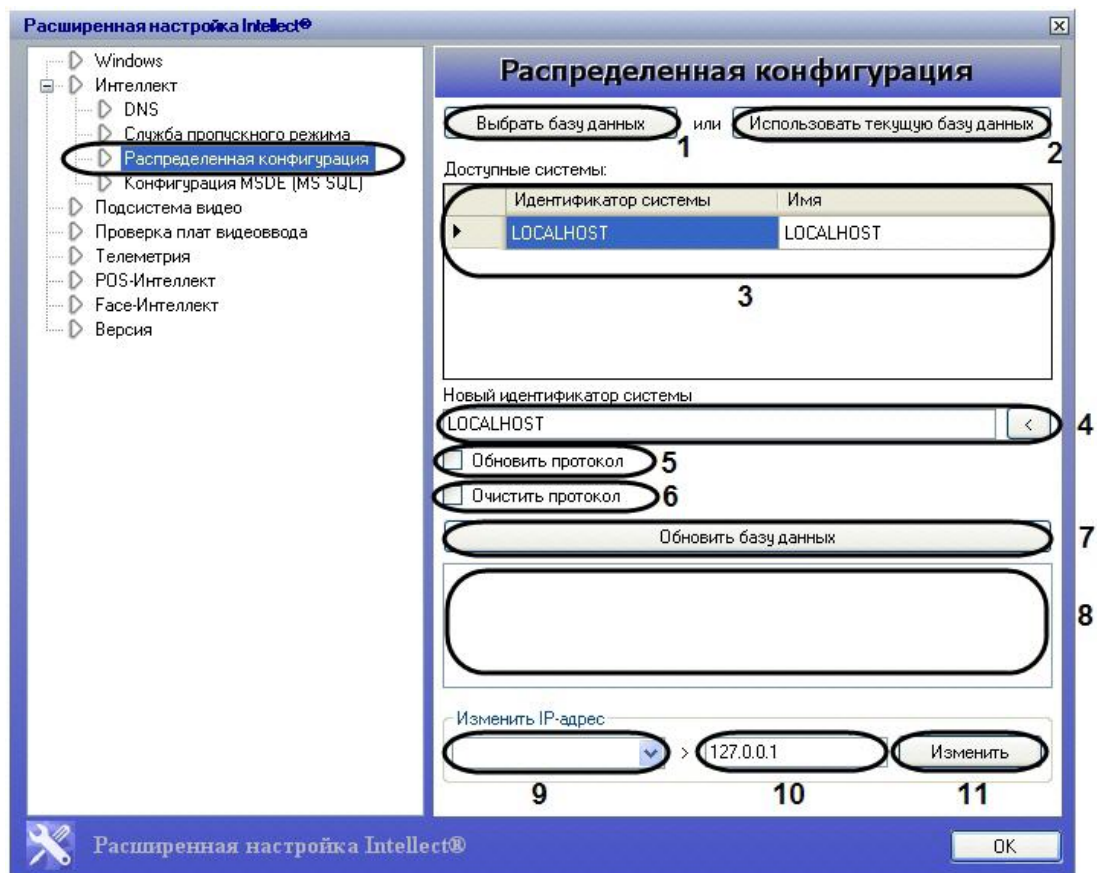 Расширенная настройка Intellect®
Windows
Интеллект
DNS
Служба пропускного режима
Распределенная конфигурация
Конфигурация MSDE (MS SQL)
Подсистема видео
Проверка плат видеоввода
Телеметрия
POS-Интеллект
Face-Интеллект
Версия
Распределенная конфигурация
Выбрать базу данных или Использовать текущую базу данных
1 2
Доступные системы:
Идентификатор системы Имя
LOCALHOST LOCALHOST
3
Новый идентификатор системы
LOCALHOST < 4
Обновить протокол 5
Очистить протокол 6
Обновить базу данных 7
8
Изменить IP-адрес
> 127.0.0.1 Изменить
9 10 11
Расширенная настройка Intellect® OK